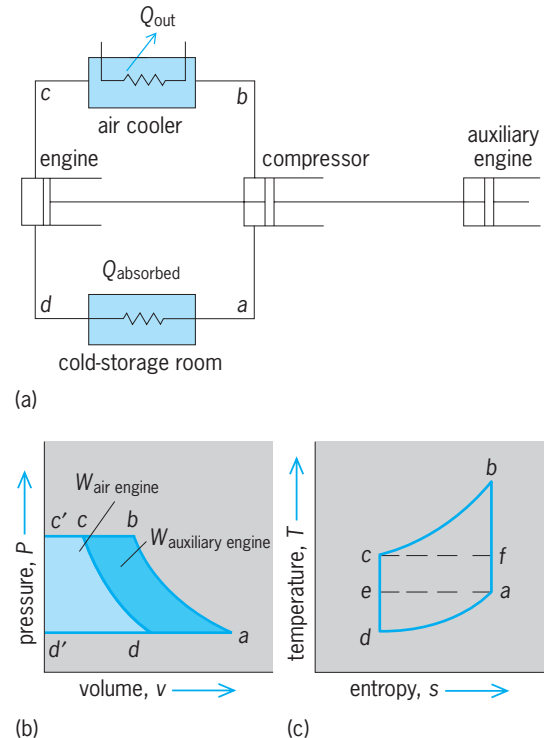 Qout
c
b
air cooler
engine
compressor
auxiliary
engine
Qabsorbed
d
a
cold-storage room
(a)
Wair engine
c′ c b
Wauxiliary engine
pressure, P
d′ d a
volume, v
(b)
b
c f
e a
d
temperature, T
entropy, s
(c)